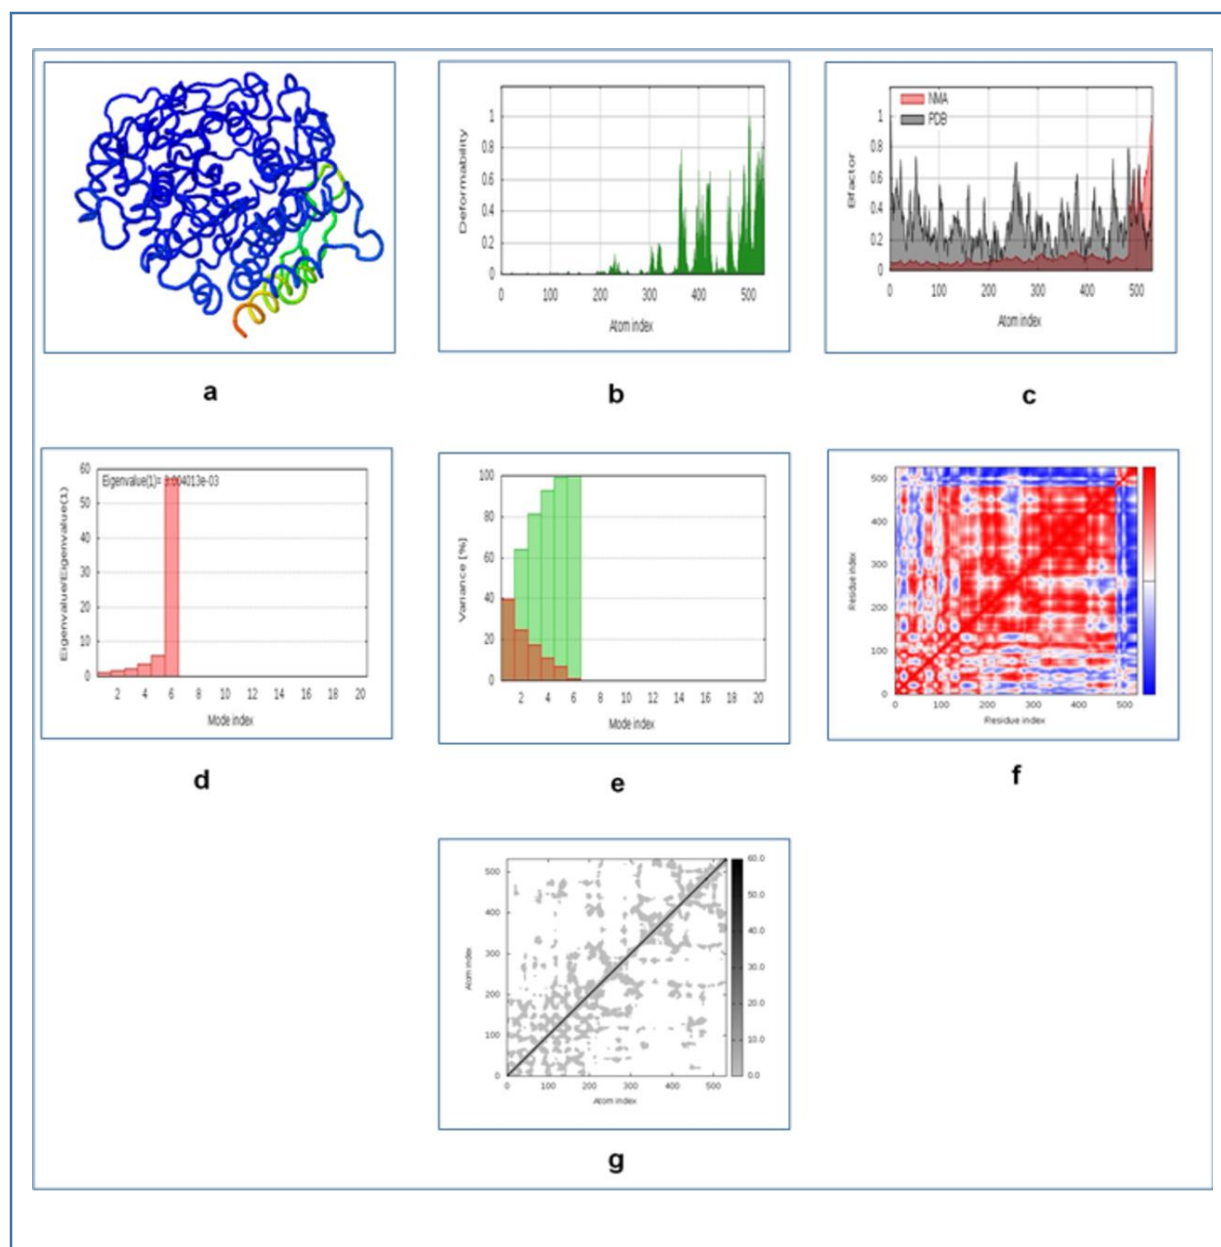 Deformability
1
0.8
0.6
0.4
0.2
0
0 100 200 300 400 500
Atom index
NMA
PDB
Bfactor
1
0.8
0.6
0.4
0.2
0
0 100 200 300 400 500
Atom index
a
b
c
Eigenvalue/Eigenvalue(1)
60
50
40
30
20
10
0
2 4 6 8 10 12 14 16 18 20
Mode index
Variance [%]
100
80
60
40
20
0
2 4 6 8 10 12 14 16 18 20
Mode index
Residue index
500
400
300
200
100
0
0 100 200 300 400 500
Residue index
d
e
f
Atom index
500
400
300
200
100
0
0 100 200 300 400 500
Atom index
60.0
50.0
40.0
30.0
20.0
10.0
0.0
g